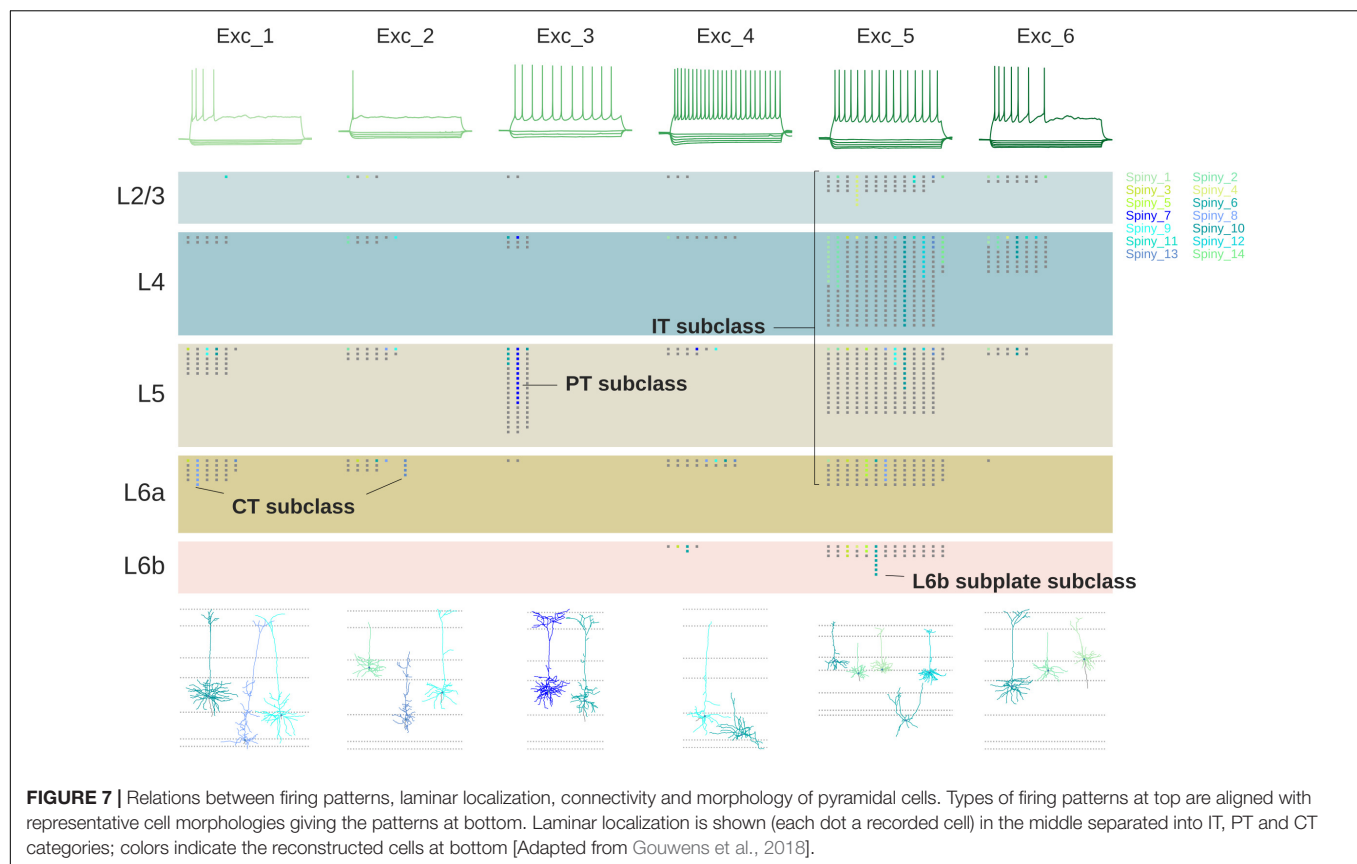 Exc_1 Exc_2 Exc_3 Exc_4 Exc_5 Exc_6
L2/3
Spiny_1 Spiny_2
Spiny_3 Spiny_4
Spiny_5 Spiny_6
Spiny_7 Spiny_8
Spiny_9 Spiny_10
Spiny_11 Spiny_12
Spiny_13 Spiny_14
L4
IT subclass
L5
PT subclass
L6a
CT subclass
L6b
L6b subplate subclass
FIGURE 7 | Relations between firing patterns, laminar localization, connectivity and morphology of pyramidal cells. Types of firing patterns at top are aligned with
representative cell morphologies giving the patterns at bottom. Laminar localization is shown (each dot a recorded cell) in the middle separated into IT, PT and CT
categories; colors indicate the reconstructed cells at bottom [Adapted from Gouwens et al., 2018].